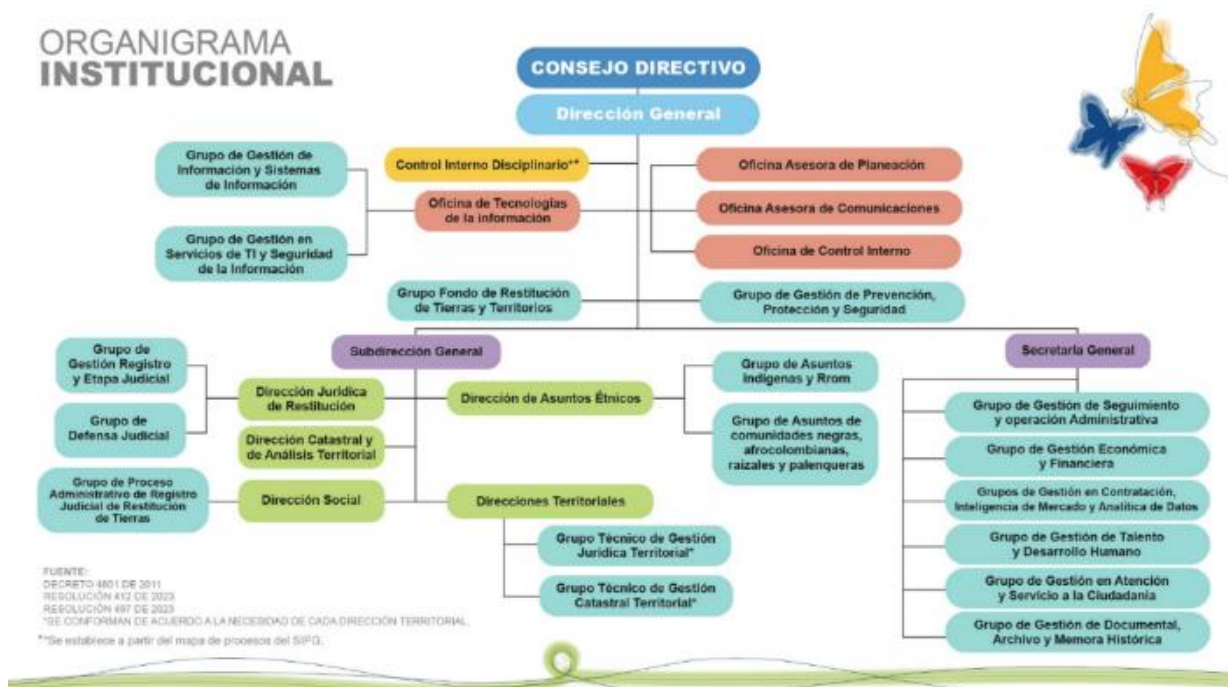 ORGANIGRAMA
INSTITUCIONAL
CONSEJO DIRECTIVO
Dirección General
Grupo de Gestión de
Información y Sistemas
de Información
Control Interno Disciplinario**
Oficina Asesora de Planeación
Oficina de Tecnologías
de la información
Oficina Asesora de Comunicaciones
Grupo de Gestión en
Servicios de TI y Seguridad
de la Información
Oficina de Control Interno
Grupo Fondo de Restitución
de Tierras y Territorios
Grupo de Gestión de Prevención,
Protección y Seguridad
Subdirección General
Secretaría General
Grupo de
Gestión Registro
y Etapa Judicial
Grupo de
Defensa Judicial
Dirección Jurídica
de Restitución
Dirección de Asuntos Étnicos
Grupo de Asuntos
indígenas y Rrom
Grupo de Asuntos de
comunidades negras,
afrocolombianas,
raizales y palenqueras
Dirección Catastral y
de Análisis Territorial
Grupo de Proceso
Administrativo de Registro
Judicial de Restitución
de Tierras
Dirección Social
Direcciones Territoriales
Grupo Técnico de Gestión
Jurídica Territorial*
Grupo Técnico de Gestión
Catastral Territorial*
Grupo de Gestión de Seguimiento
y operación Administrativa
Grupo de Gestión Económica
y Financiera
Grupos de Gestión en Contratación,
Inteligencia de Mercado y Analítica de Datos
Grupo de Gestión de Talento
y Desarrollo Humano
Grupo de Gestión en Atención
y Servicio a la Ciudadanía
Grupo de Gestión de Documental,
Archivo y Memora Histórica
FUENTE:
DECRETO 4801 DE 2011
RESOLUCIÓN 412 DE 2023
RESOLUCIÓN 497 DE 2023
*SE CONFORMAN DE ACUERDO A LA NECESIDAD DE CADA DIRECCIÓN TERRITORIAL.
**Se establece a partir del mapa de procesos del SIPG.